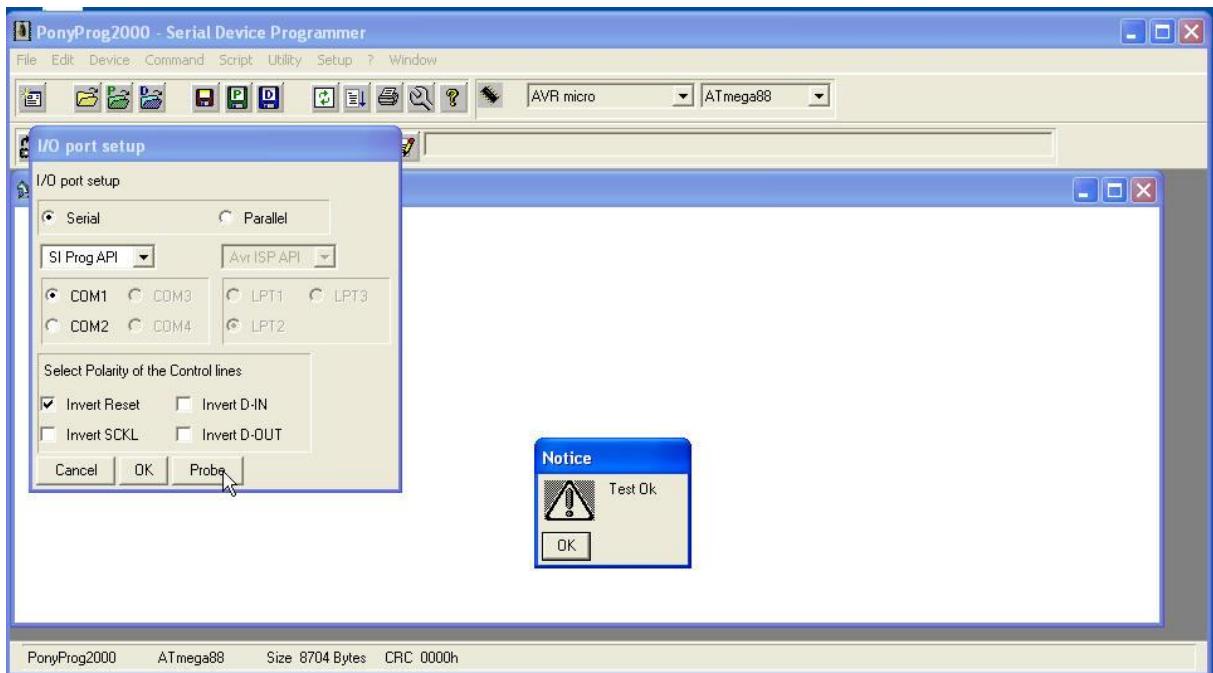 PonyProg2000 - Serial Device Programmer
File Edit Device Command Script Utility Setup ? Window
AVR micro ATmega88
I/O port setup
I/O port setup
Serial Parallel
SI Prog API Avr ISP API
COM1 COM3 LPT1 LPT3
COM2 COM4 LPT2
Select Polarity of the Control lines
Invert Reset Invert D-IN
Invert SCKL Invert D-OUT
Cancel OK Probe
Notice
Test Ok
OK
PonyProg2000 ATmega88 Size 8704 Bytes CRC 0000h